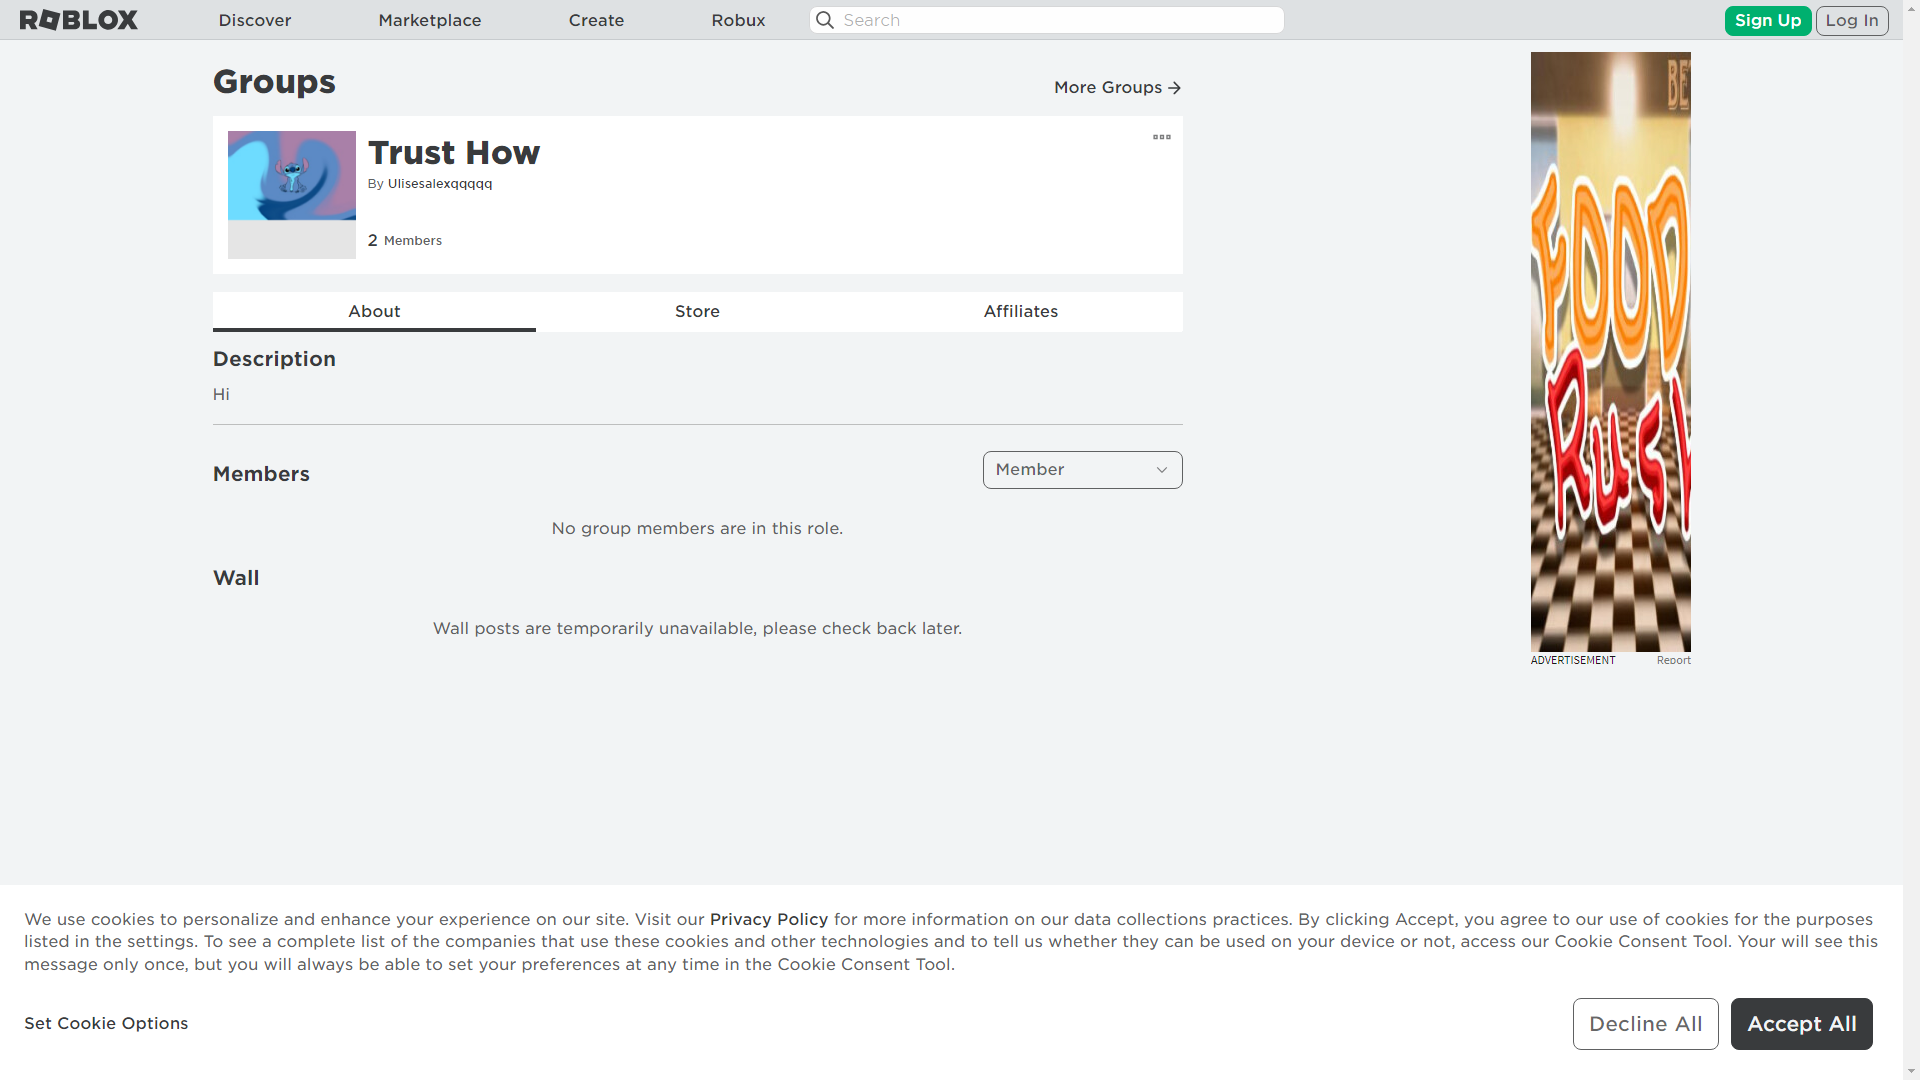 ROBLOX
Discover
Marketplace
Create
Robux
Search
Sign Up
Log In
Groups
More Groups
Trust How
By Ulisesalexqqqqq
2 Members
About
Store
Affiliates
Description
Hi
Members
Member
No group members are in this role.
Wall
Wall posts are temporarily unavailable, please check back later.
BE
FOOD
Rush
ADVERTISEMENT
Report
We use cookies to personalize and enhance your experience on our site. Visit our Privacy Policy for more information on our data collections practices. By clicking Accept, you agree to our use of cookies for the purposes
listed in the settings. To see a complete list of the companies that use these cookies and other technologies and to tell us whether they can be used on your device or not, access our Cookie Consent Tool. Your will see this
message only once, but you will always be able to set your preferences at any time in the Cookie Consent Tool.
Set Cookie Options
Decline All
Accept All